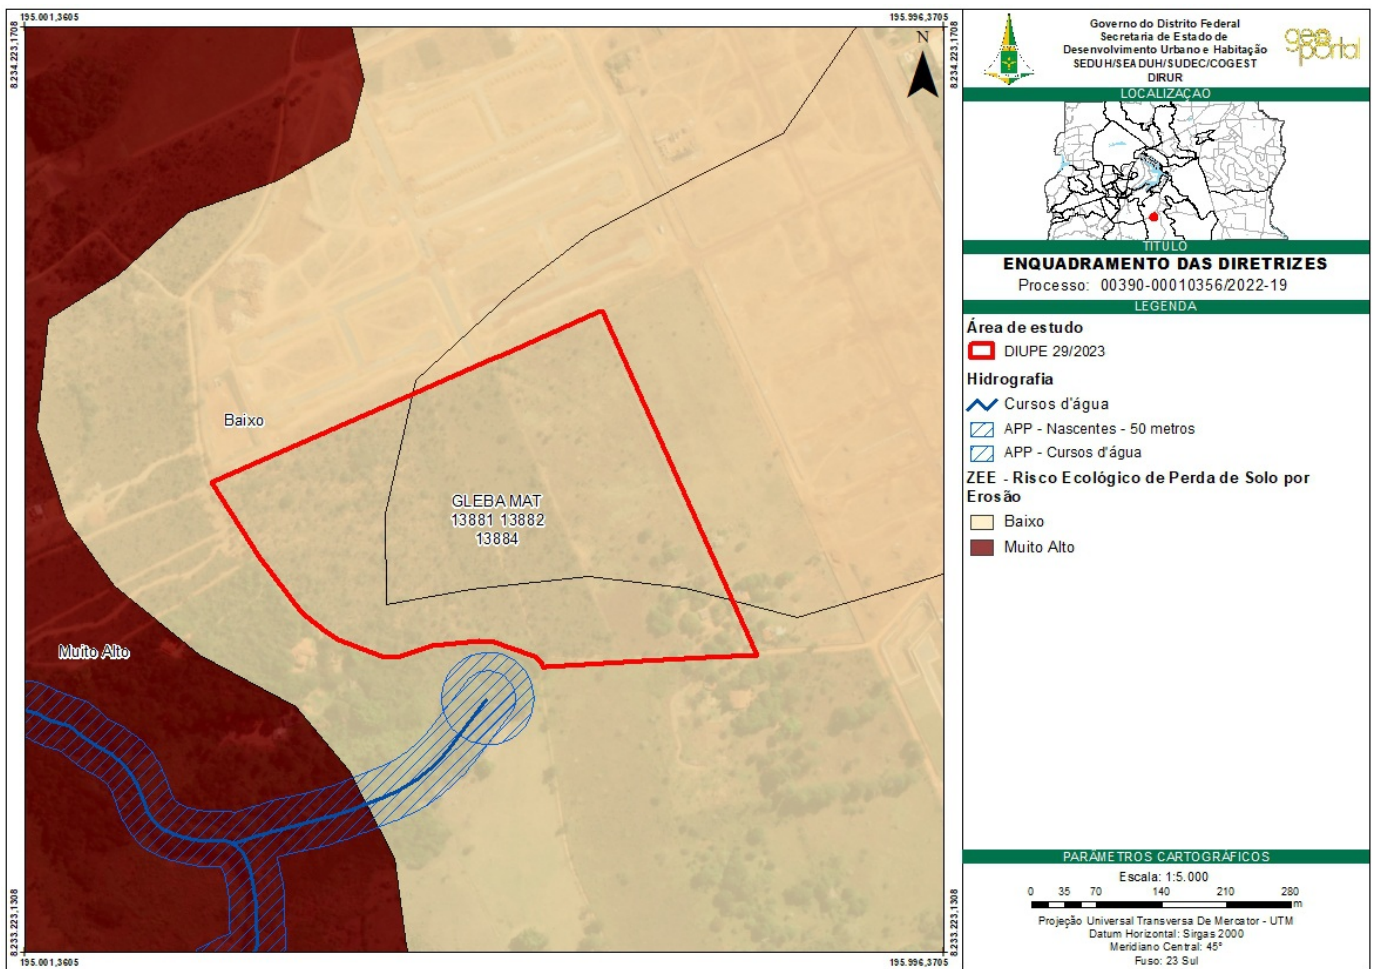 195.001,3605
195.996,3705
8.234.223,1708
8.234.223,1708
N
Baixo
GLEBA MAT
13881 13882
13884
Muito Alto
8.233.223,1308
8.233.223,1308
195.001,3605
195.996,3705
Governo do Distrito Federal
Secretaria de Estado de
Desenvolvimento Urbano e Habitação
SEDUH/SEADUH/SUDEC/COGEST
DIRUR
geo
portal
LOCALIZAÇÃO
TÍTULO
ENQUADRAMENTO DAS DIRETRIZES
Processo: 00390-00010356/2022-19
LEGENDA
Área de estudo
DIUPE 29/2023
Hidrografia
Cursos d'água
APP - Nascentes - 50 metros
APP - Cursos d'água
ZEE - Risco Ecológico de Perda de Solo por
Erosão
Baixo
Muito Alto
PARÂMETROS CARTOGRÁFICOS
Escala: 1:5.000
0 35 70 140 210 280
m
Projeção Universal Transversa De Mercator - UTM
Datum Horizontal: Sirgas 2000
Meridiano Central: 45°
Fuso: 23 Sul